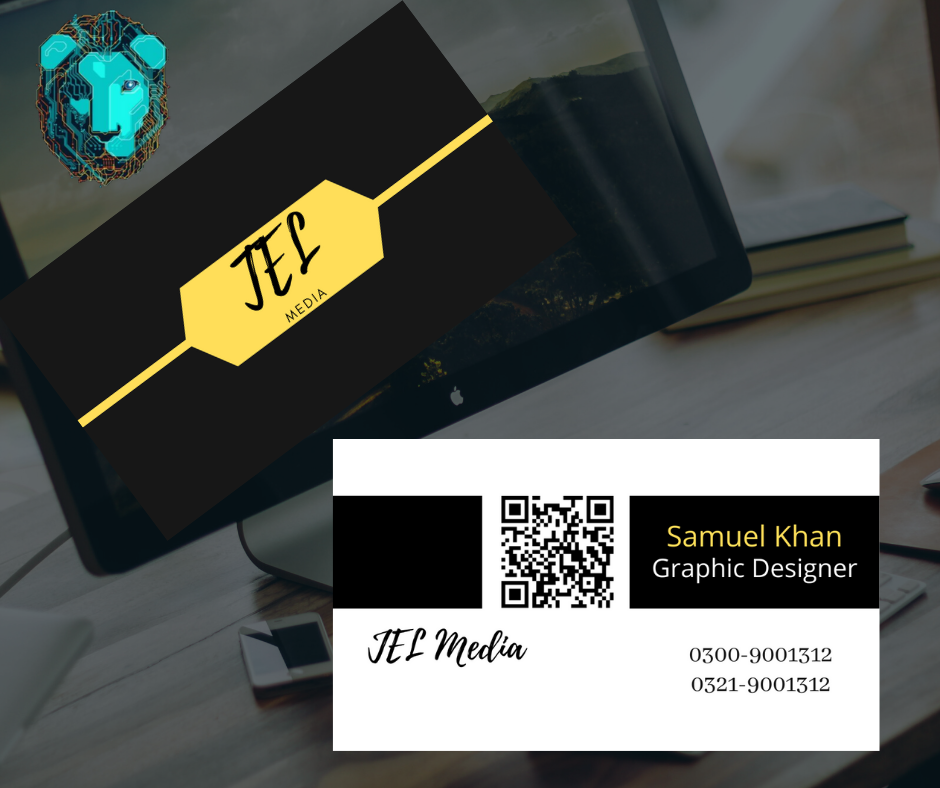 JEL
MEDIA
Samuel Khan
Graphic Designer
JEL Media
0300-9001312
0321-9001312